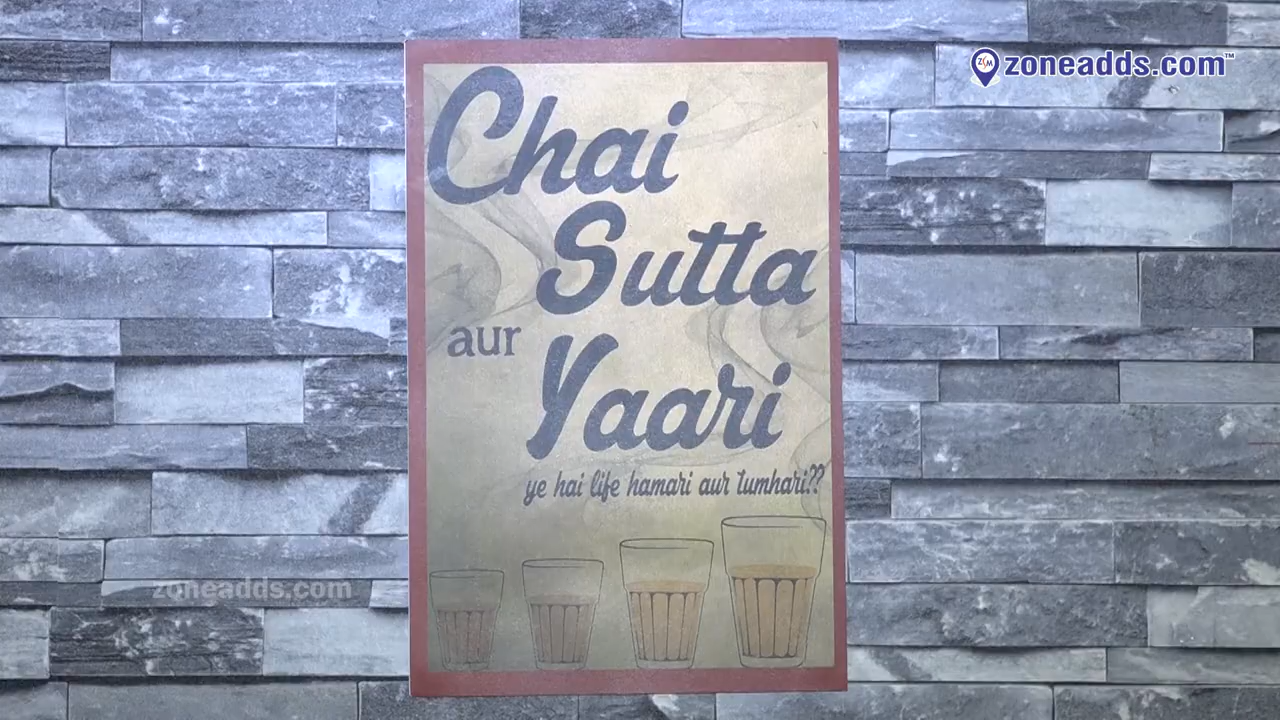 zoneadds.com™
Chai
Sutta
aur
Yaari
ye hai life hamari aur tumhari??
zoneadds.com